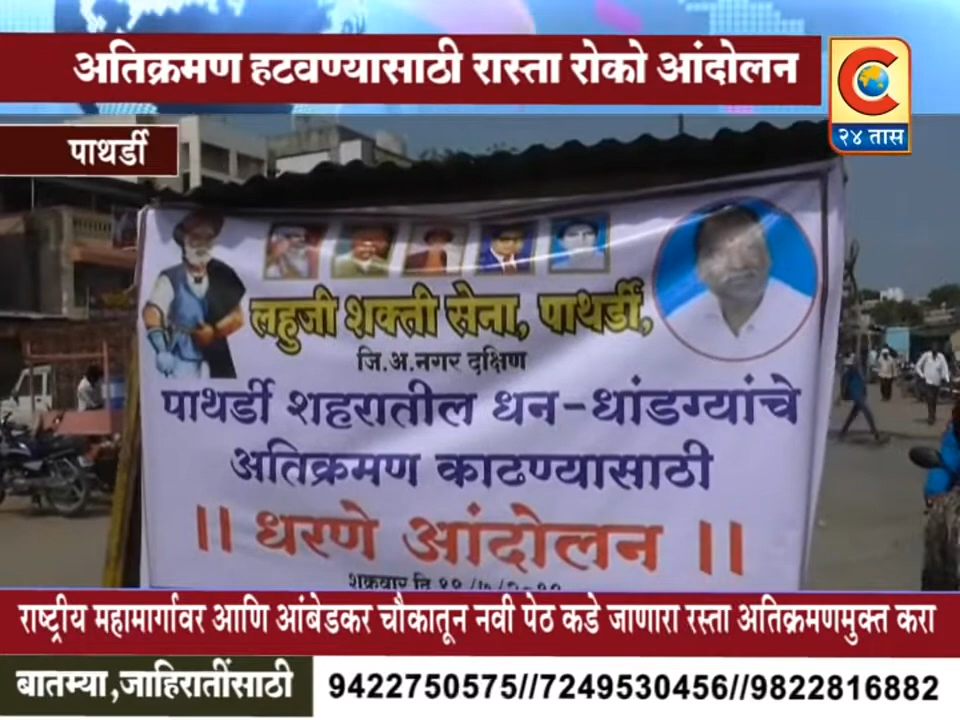 अतिक्रमण हटवण्यासाठी रास्ता रोको आंदोलन
C
२४ तास
पाथर्डी
लहुजी शक्ती सेना, पाथर्डी,
जि.अ.नगर दक्षिण
पाथर्डी शहरातील धन-धांडग्यांचे
अतिक्रमण काढण्यासाठी
|| धरणे आंदोलन ||
शुक्रवार दि
राष्ट्रीय महामार्गावर आणि आंबेडकर चौकातून नवी पेठ कडे जाणारा रस्ता अतिक्रमणमुक्त करा
बातम्या,जाहिरातींसाठी
9422750575//7249530456//9822816882